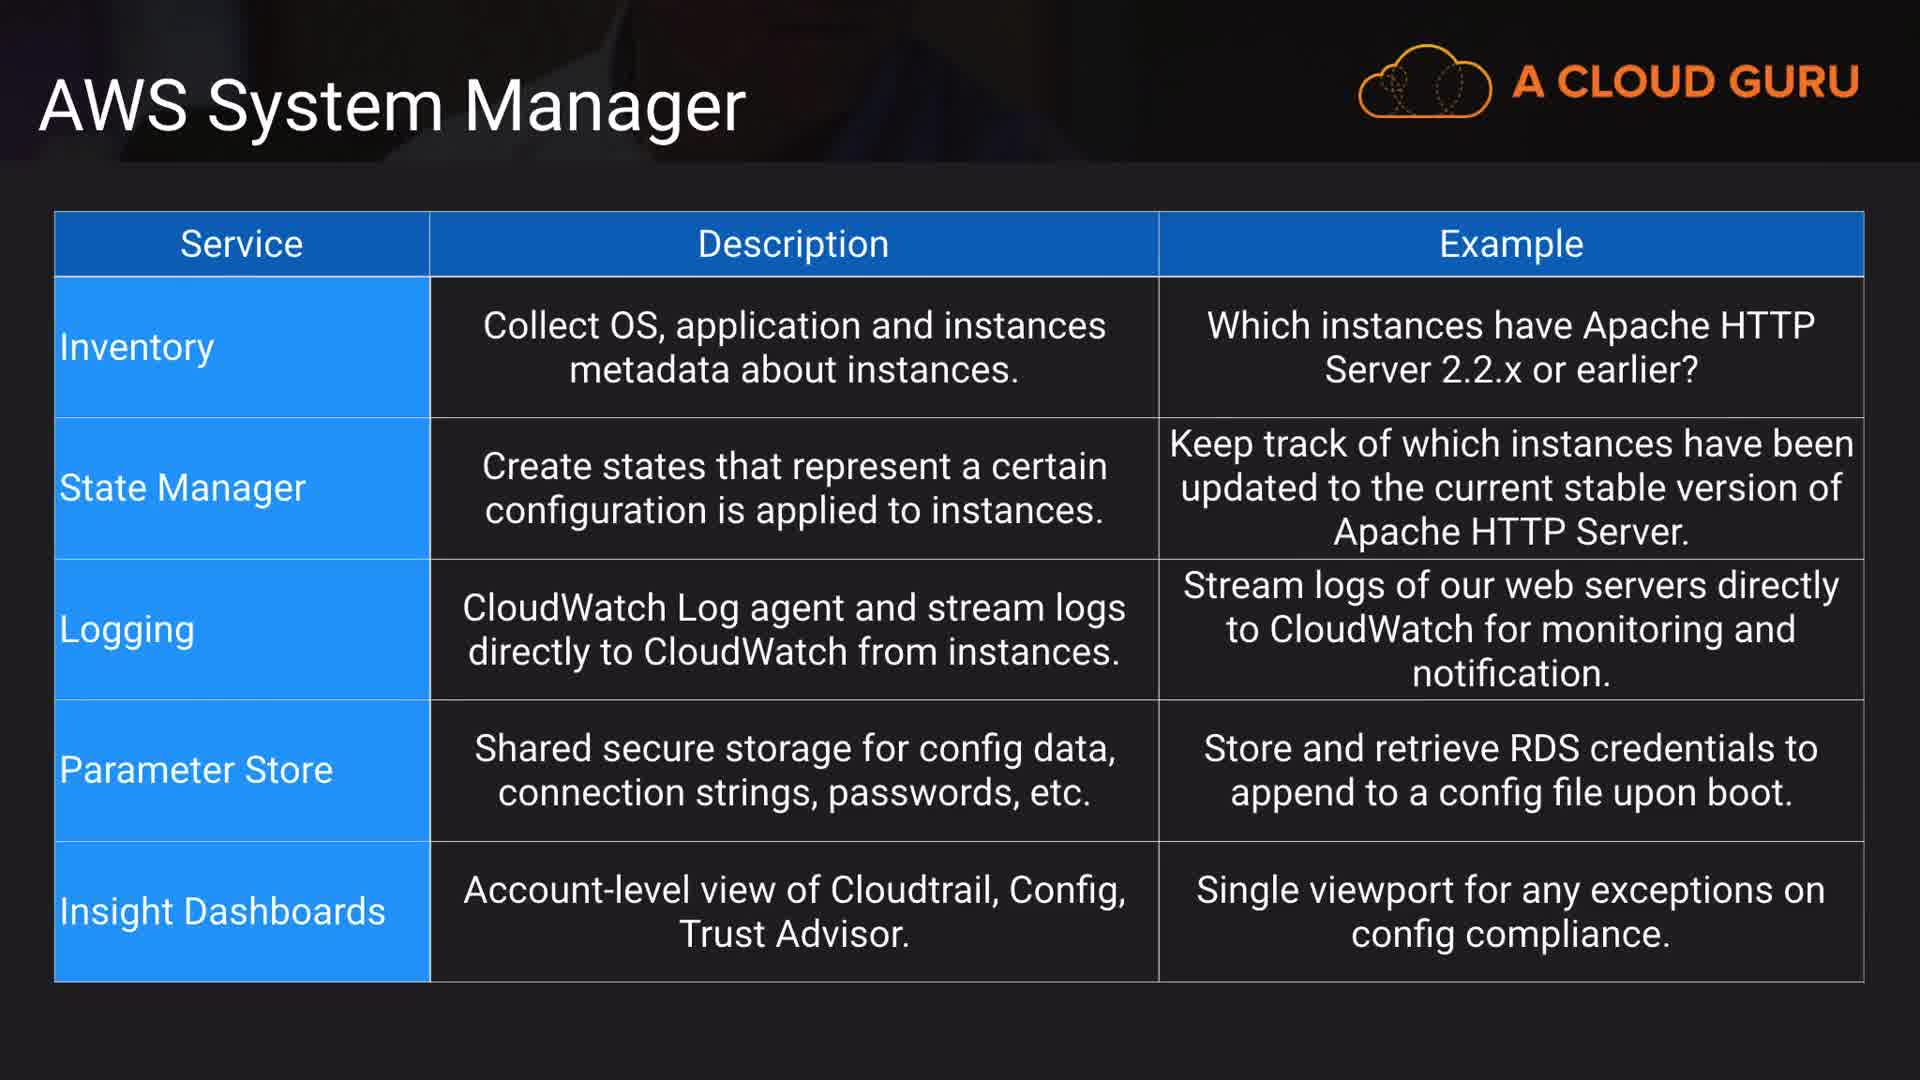 AWS System Manager
A CLOUD GURU
Service
Description
Example
Inventory
Collect OS, application and instances
metadata about instances.
Which instances have Apache HTTP
Server 2.2.x or earlier?
State Manager
Create states that represent a certain
configuration is applied to instances.
Keep track of which instances have been
updated to the current stable version of
Apache HTTP Server.
Logging
CloudWatch Log agent and stream logs
directly to CloudWatch from instances.
Stream logs of our web servers directly
to CloudWatch for monitoring and
notification.
Parameter Store
Shared secure storage for config data,
connection strings, passwords, etc.
Store and retrieve RDS credentials to
append to a config file upon boot.
Insight Dashboards
Account-level view of Cloudtrail, Config,
Trust Advisor.
Single viewport for any exceptions on
config compliance.